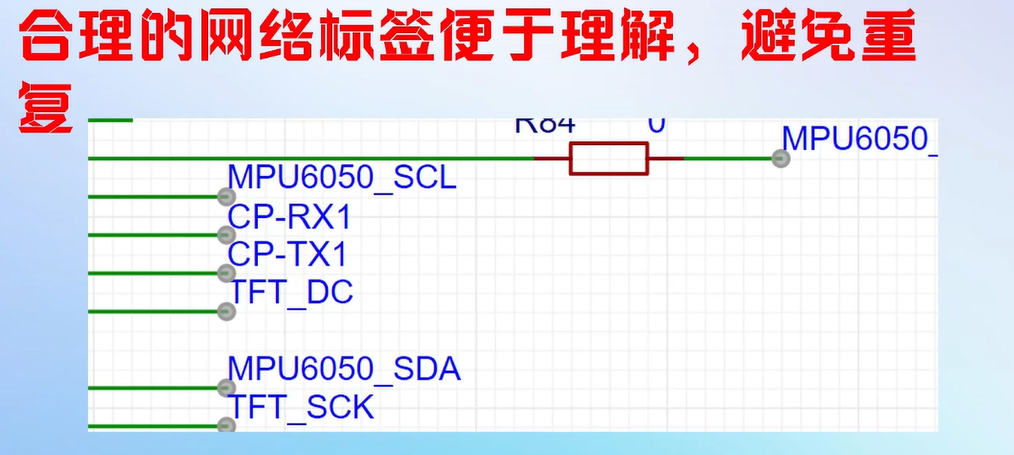 合理的网络标签便于理解，避免重
复
R84 0
MPU6050_
MPU6050_SCL
CP-RX1
CP-TX1
TFT_DC
MPU6050_SDA
TFT_SCK